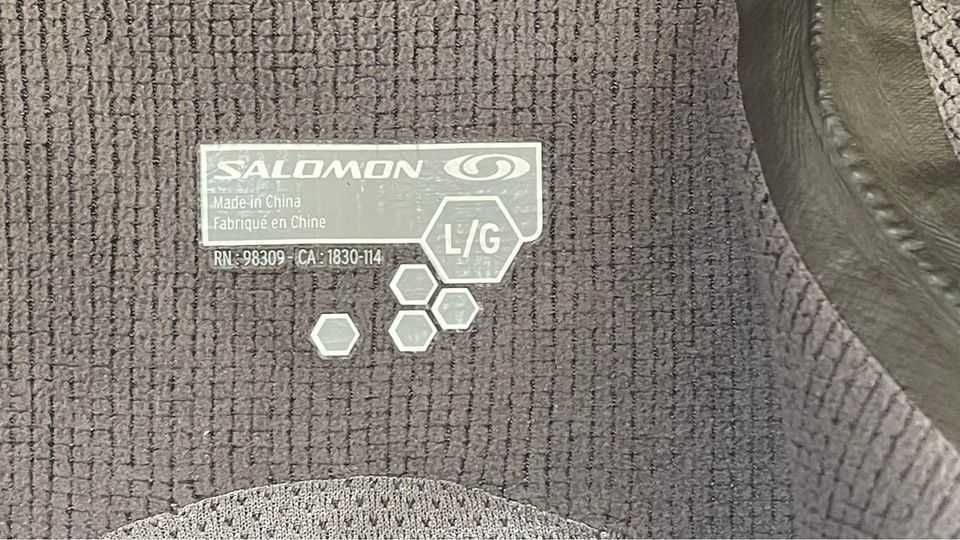 SALOMON
Made in China
Fabriqué en Chine
L/G
RN : 98309 - CA : 1830-114